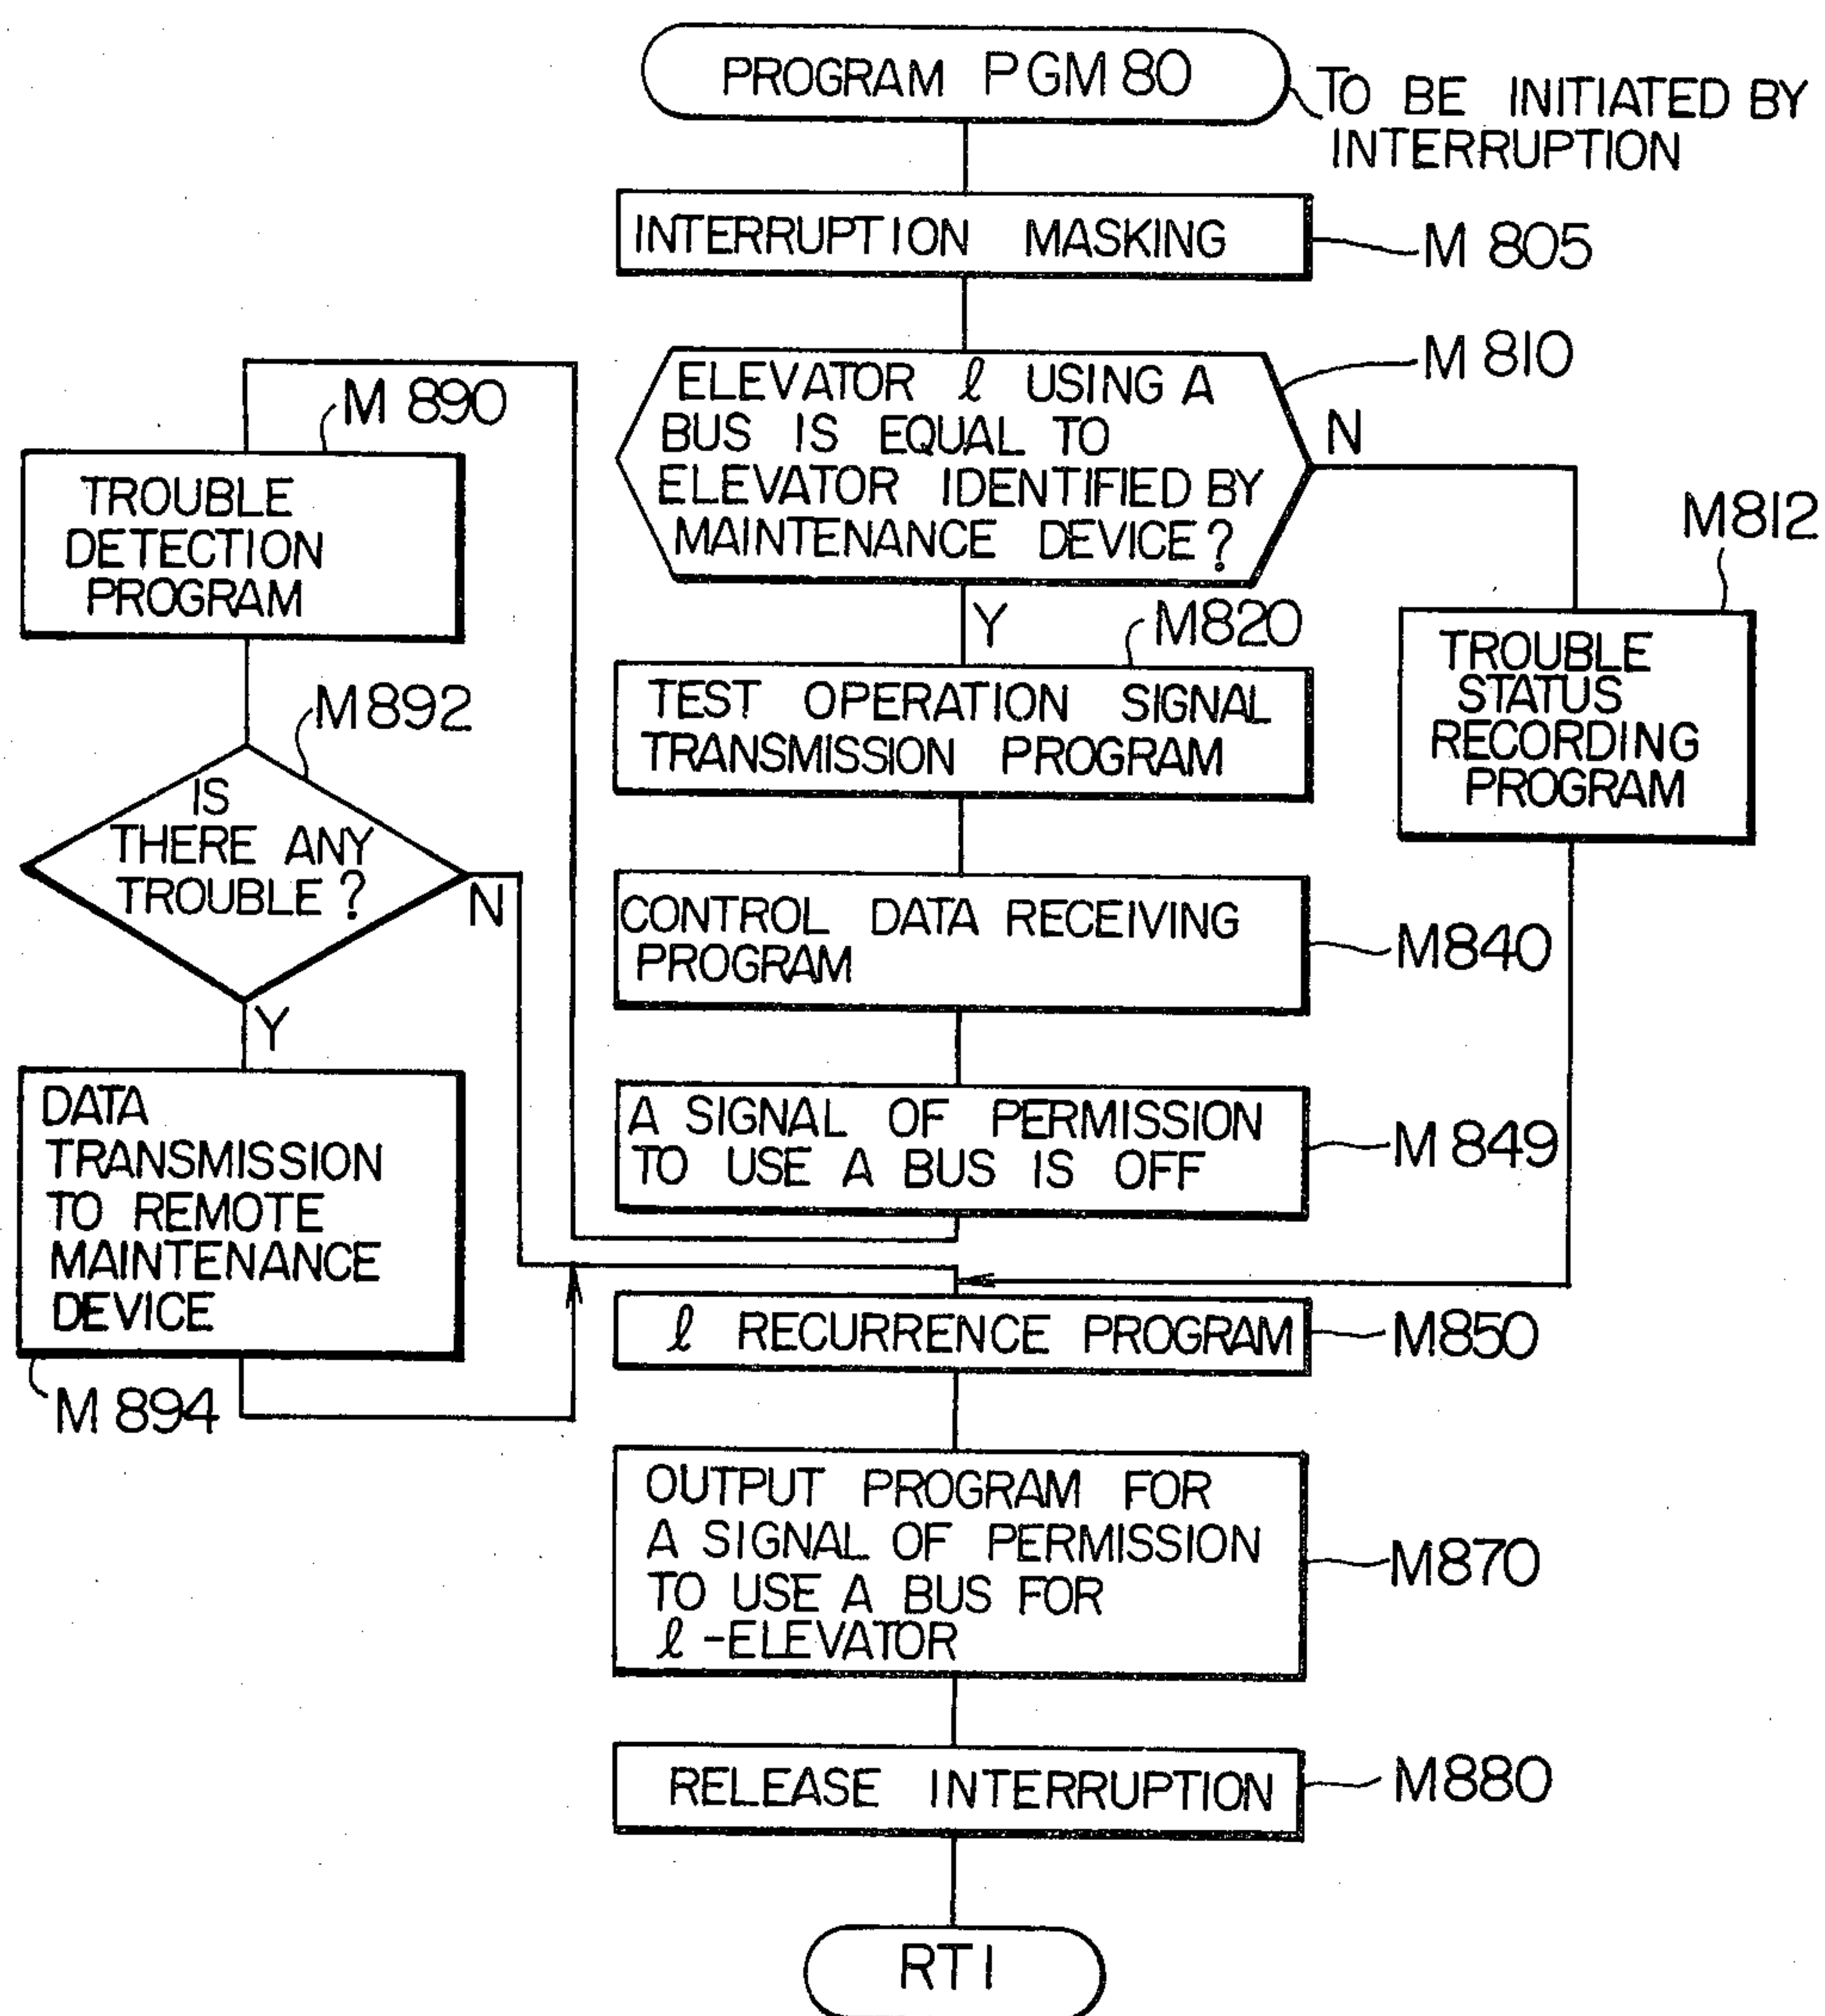 PROGRAM PGM 80
TO BE INITIATED BY
INTERRUPTION
INTERRUPTION MASKING
M 805
ELEVATOR ℓ USING A
BUS IS EQUAL TO
ELEVATOR IDENTIFIED BY
MAINTENANCE DEVICE?
M 810
N
M 890
TROUBLE
DETECTION
PROGRAM
M812
TROUBLE
STATUS
RECORDING
PROGRAM
Y
M820
TEST OPERATION SIGNAL
TRANSMISSION PROGRAM
M892
IS
THERE ANY
TROUBLE?
N
Y
CONTROL DATA RECEIVING
PROGRAM
M840
A SIGNAL OF PERMISSION
TO USE A BUS IS OFF
M 849
DATA
TRANSMISSION
TO REMOTE
MAINTENANCE
DEVICE
M 894
ℓ RECURRENCE PROGRAM
M850
OUTPUT PROGRAM FOR
A SIGNAL OF PERMISSION
TO USE A BUS FOR
ℓ-ELEVATOR
M870
RELEASE INTERRUPTION
M880
RTI